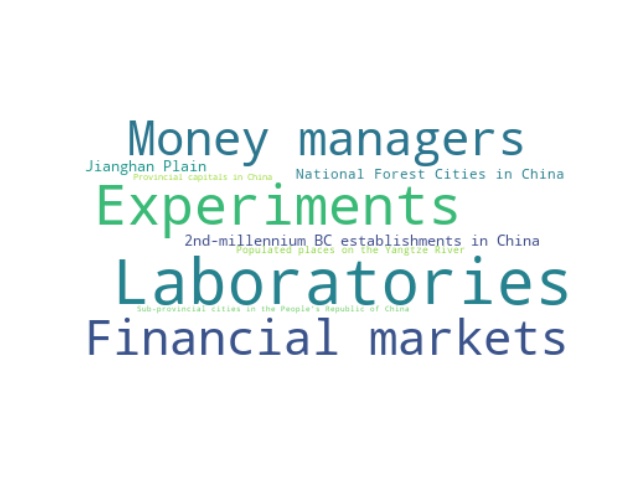 Money managers
Jianghan Plain
National Forest Cities in China
Provincial capitals in China
Experiments
2nd-millennium BC establishments in China
Populated places on the Yangtze River
Laboratories
Sub-provincial cities in the People's Republic of China
Financial markets